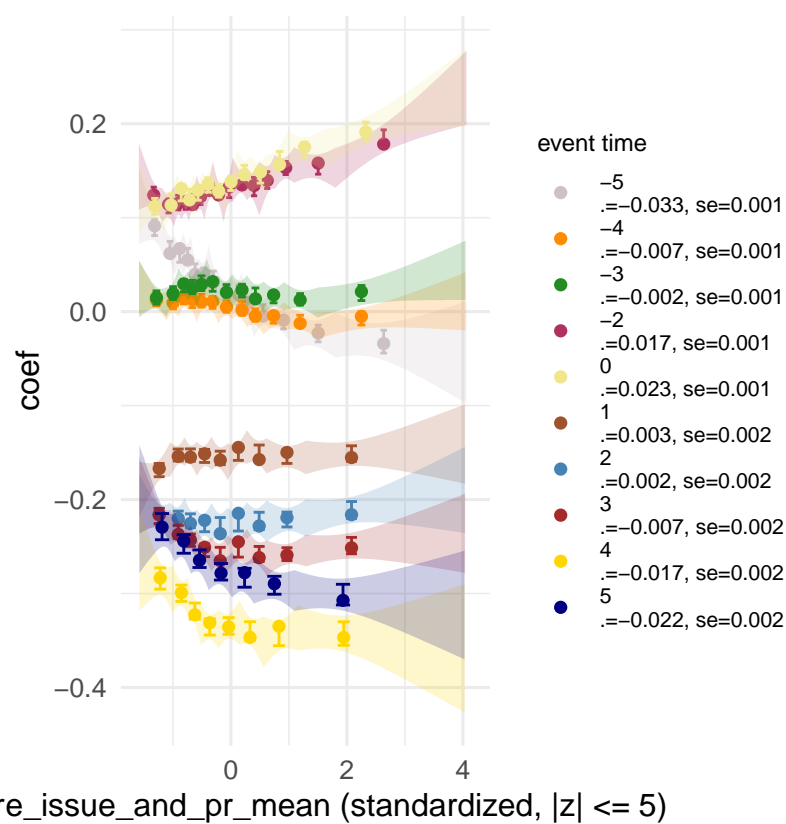 0.2
0.0
−0.2
−0.4
coef
0
2
4
re_issue_and_pr_mean (standardized, |z| <= 5)
event time
−5
.=−0.033, se=0.001
−4
.=−0.007, se=0.001
−3
.=−0.002, se=0.001
−2
.=0.017, se=0.001
0
.=0.023, se=0.001
1
.=0.003, se=0.002
2
.=0.002, se=0.002
3
.=−0.007, se=0.002
4
.=−0.017, se=0.002
5
.=−0.022, se=0.002